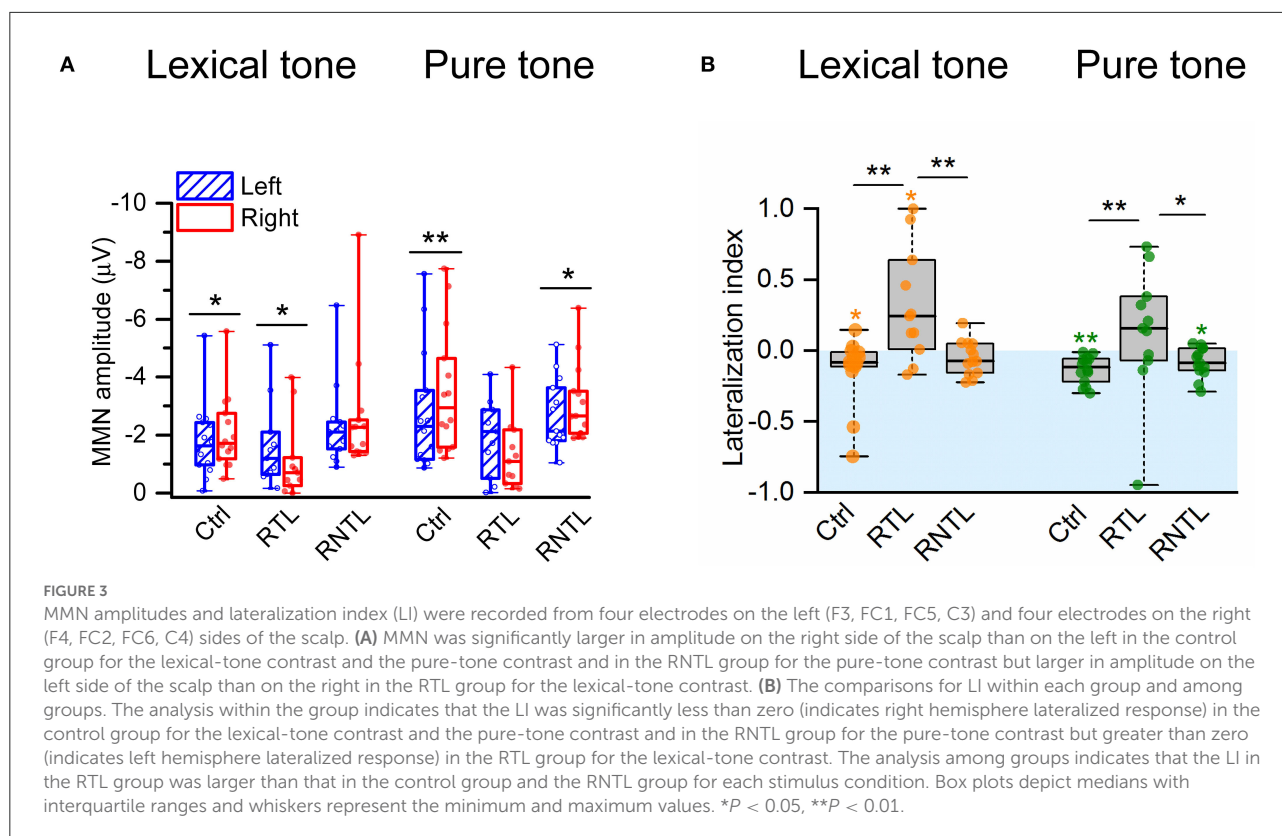 A Lexical tone Pure tone
Left
Right
MMN amplitude (μV)
-10
-8
-6
-4
-2
0
* * ** *
Ctrl RTL RNTL Ctrl RTL RNTL
B Lexical tone Pure tone
Lateralization index
1.0
0.5
0.0
-0.5
-1.0
** ** ** *
* * ** *
Ctrl RTL RNTL Ctrl RTL RNTL
FIGURE 3
MMN amplitudes and lateralization index (LI) were recorded from four electrodes on the left (F3, FC1, FC5, C3) and four electrodes on the right
(F4, FC2, FC6, C4) sides of the scalp. (A) MMN was significantly larger in amplitude on the right side of the scalp than on the left in the control
group for the lexical-tone contrast and the pure-tone contrast and in the RNTL group for the pure-tone contrast but larger in amplitude on the
left side of the scalp than on the right in the RTL group for the lexical-tone contrast. (B) The comparisons for LI within each group and among
groups. The analysis within the group indicates that the LI was significantly less than zero (indicates right hemisphere lateralized response) in the
control group for the lexical-tone contrast and the pure-tone contrast and in the RNTL group for the pure-tone contrast but greater than zero
(indicates left hemisphere lateralized response) in the RTL group for the lexical-tone contrast. The analysis among groups indicates that the LI in
the RTL group was larger than that in the control group and the RNTL group for each stimulus condition. Box plots depict medians with
interquartile ranges and whiskers represent the minimum and maximum values. *P < 0.05, **P < 0.01.